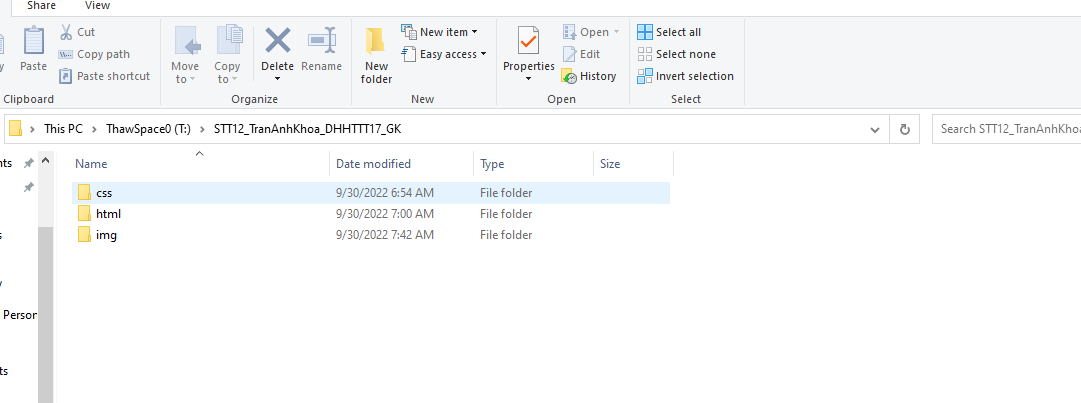 Share View
Cut
Copy path
Paste shortcut
Paste
Clipboard
Move to
Copy to
Delete
Rename
Organize
New folder
New item
Easy access
New
Properties
Open
Edit
History
Open
Select all
Select none
Invert selection
Select
This PC > ThawSpace0 (T:) > STT12_TranAnhKhoa_DHHTTT17_GK
Search STT12_TranAnhKhoa
Name Date modified Type Size
css 9/30/2022 6:54 AM File folder
html 9/30/2022 7:00 AM File folder
img 9/30/2022 7:42 AM File folder
Person